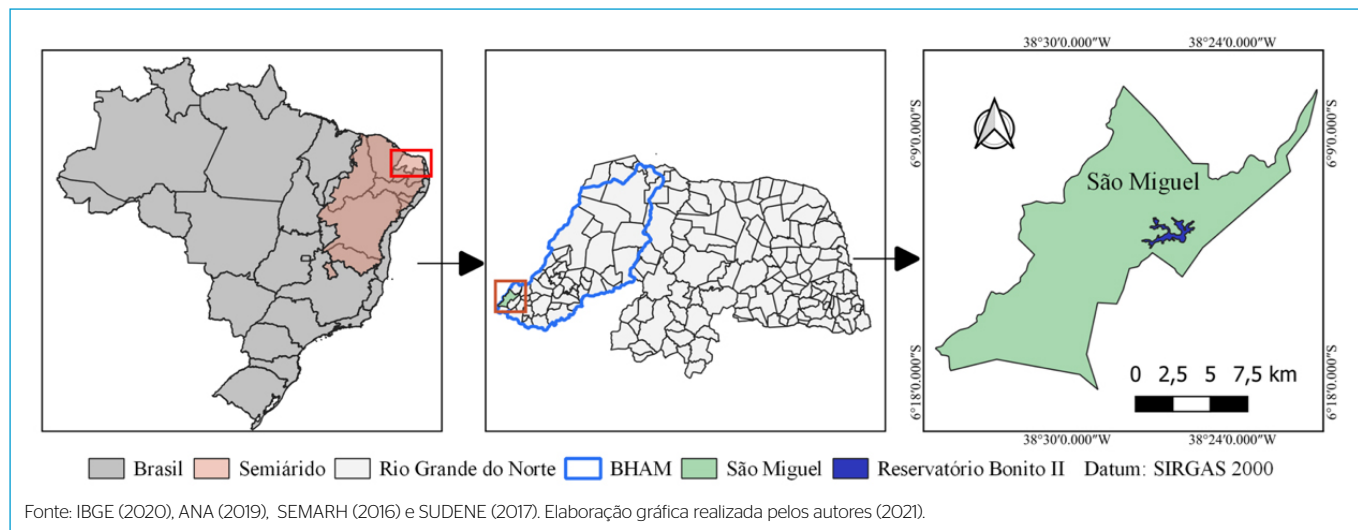 38°30'0.000"W 38°24'0.000"W
6°9'0.000"S
6°9'0.000"S
São Miguel
0 2,5 5 7,5 km
6°18'0.000"S
6°18'0.000"S
38°30'0.000"W 38°24'0.000"W
Brasil Semiárido Rio Grande do Norte BHAM São Miguel Reservatório Bonito II Datum: SIRGAS 2000
Fonte: IBGE (2020), ANA (2019), SEMARH (2016) e SUDENE (2017). Elaboração gráfica realizada pelos autores (2021).